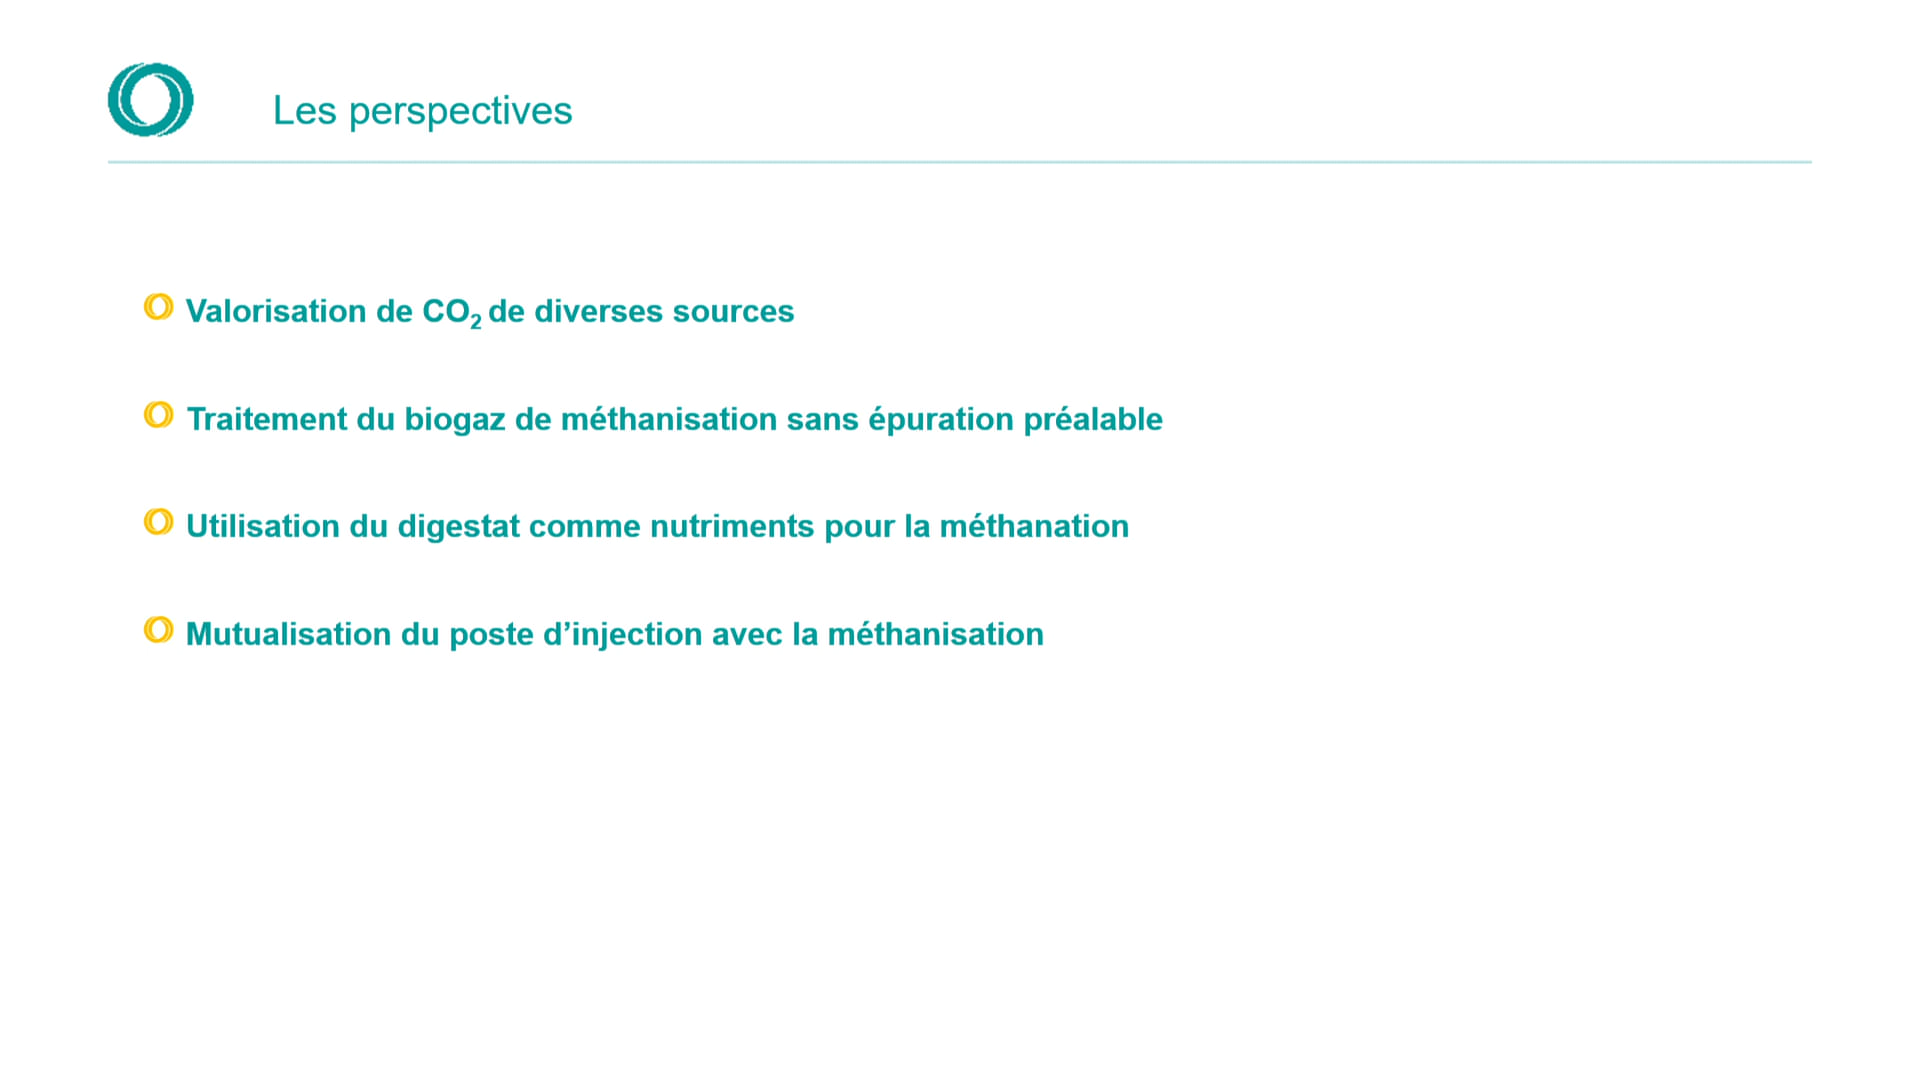 Les perspectives
Valorisation de CO₂ de diverses sources
Traitement du biogaz de méthanisation sans épuration préalable
Utilisation du digestat comme nutriments pour la méthanation
Mutualisation du poste d’injection avec la méthanisation